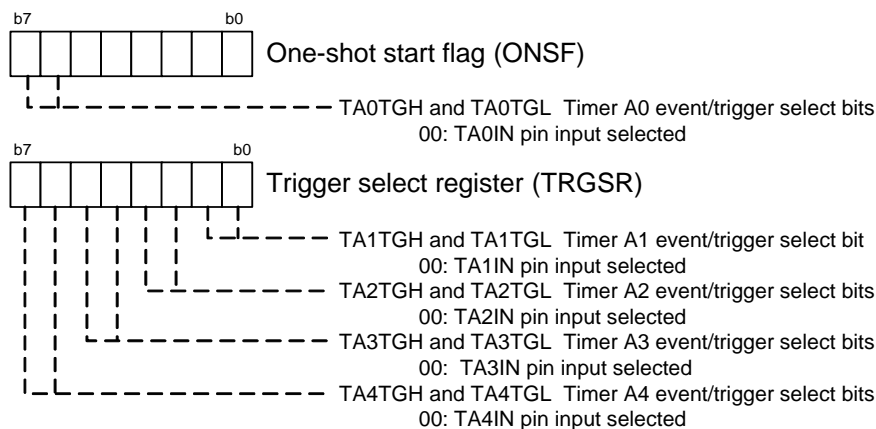 b7 b0
One-shot start flag (ONSF)
TA0TGH and TA0TGL Timer A0 event/trigger select bits
00: TA0IN pin input selected
b7 b0
Trigger select register (TRGSR)
TA1TGH and TA1TGL Timer A1 event/trigger select bit
00: TA1IN pin input selected
TA2TGH and TA2TGL Timer A2 event/trigger select bits
00: TA2IN pin input selected
TA3TGH and TA3TGL Timer A3 event/trigger select bits
00: TA3IN pin input selected
TA4TGH and TA4TGL Timer A4 event/trigger select bits
00: TA4IN pin input selected